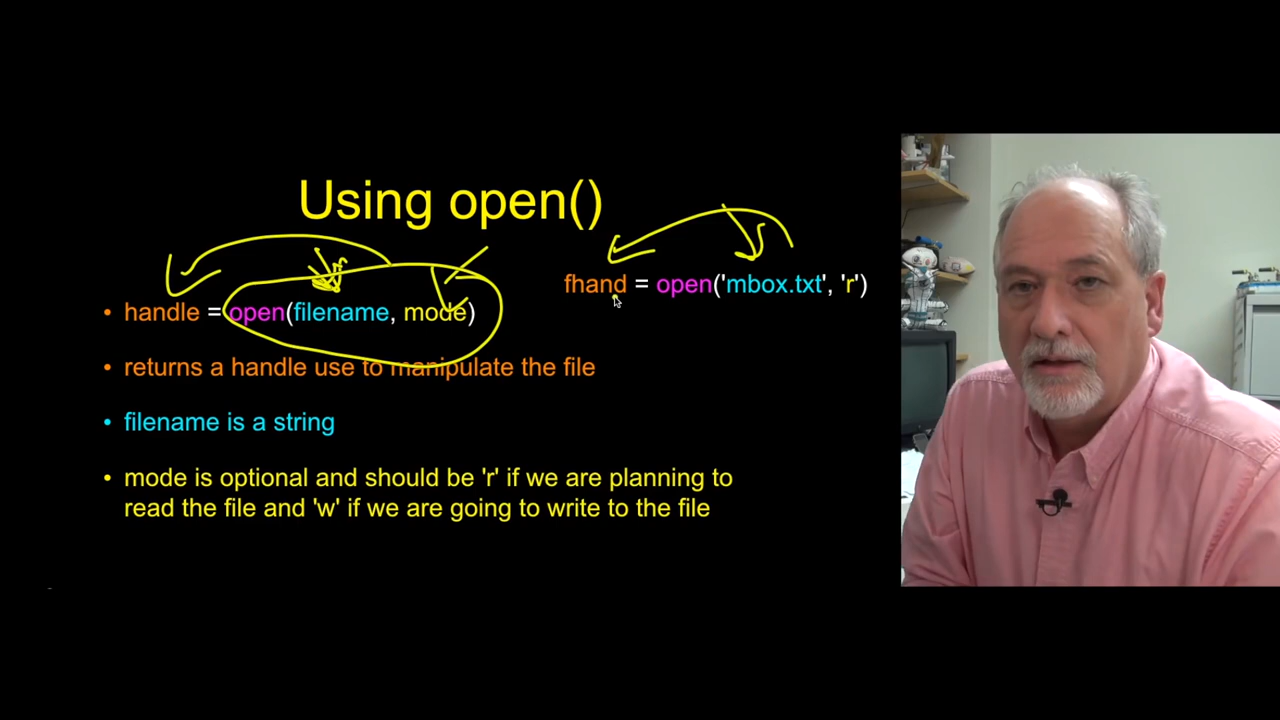 Using open()
handle = open(filename, mode)
fhand = open('mbox.txt', 'r')
returns a handle use to manipulate the file
filename is a string
mode is optional and should be 'r' if we are planning to
read the file and 'w' if we are going to write to the file